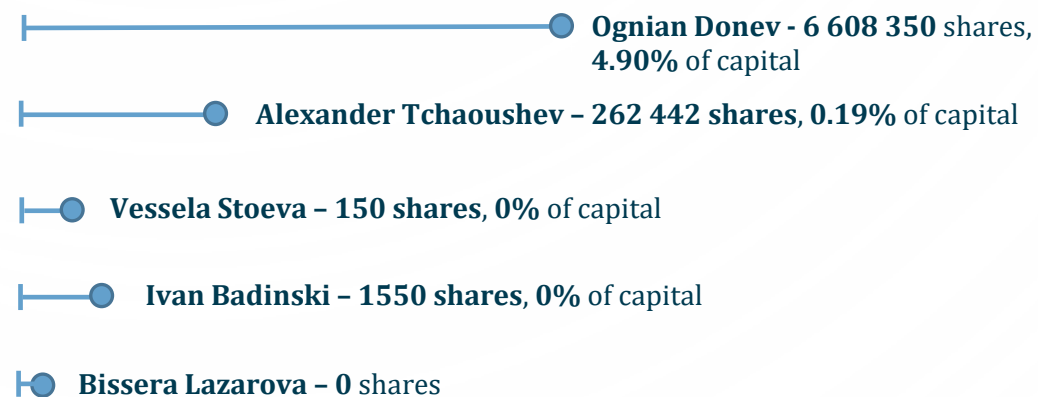 Ognian Donev - 6 608 350 shares,
4.90% of capital
Alexander Tchaoushev – 262 442 shares, 0.19% of capital
Vessela Stoeva – 150 shares, 0% of capital
Ivan Badinski – 1550 shares, 0% of capital
Bissera Lazarova – 0 shares